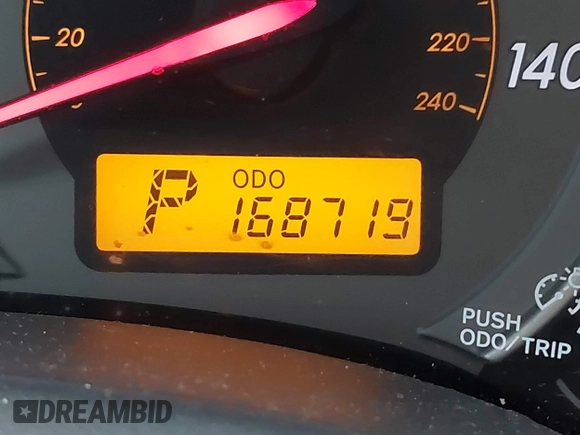 20
220
140
240
ODO
P 168719
PUSH
ODO/TRIP
DREAMBID